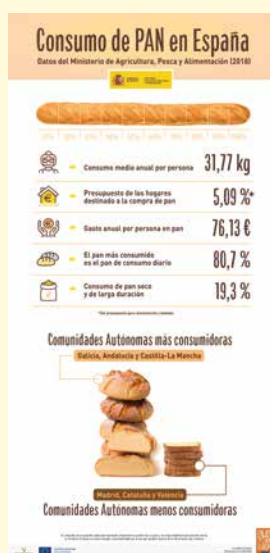 Consumo de PAN en España
Datos del Ministerio de Agricultura, Pesca y Alimentación (2018)
Consumo medio anual por persona 31,77 kg
Presupuesto de los hogares
destinado a la compra de pan 5,09 %*
Gasto anual por persona en pan 76,13 €
El pan más consumido
es el pan de consumo diario 80,7 %
Consumo de pan seco
y de larga duración 19,3 %
Comunidades Autónomas más consumidoras
Galicia, Andalucía y Castilla-La Mancha
Madrid, Cataluña y Valencia
Comunidades Autónomas menos consumidoras